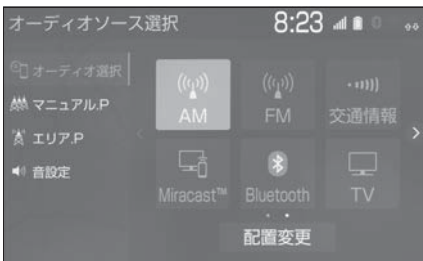 オーディオソース選択 8:23
オーディオ選択
マニュアル.P
エリア.P
音設定
AM FM 交通情報
Miracast™ Bluetooth TV
配置変更